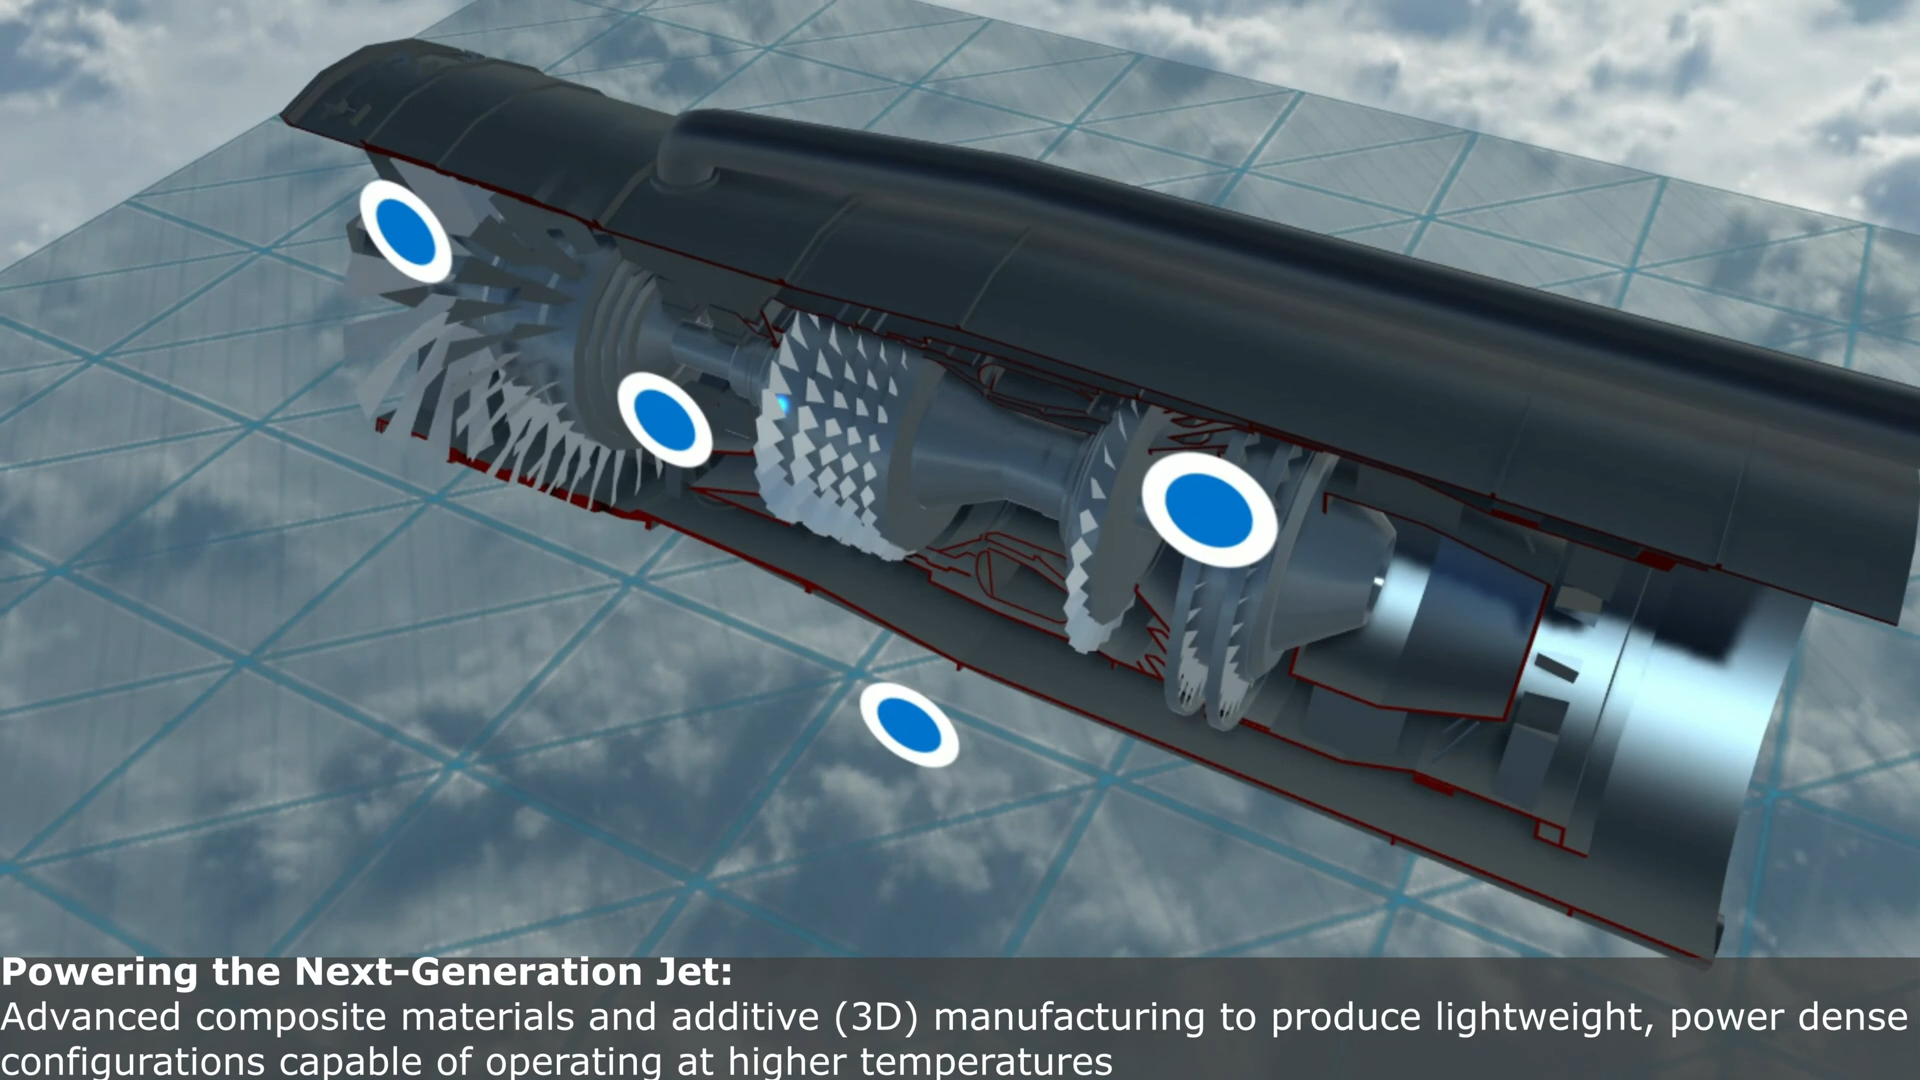 Powering the Next-Generation Jet:
Advanced composite materials and additive (3D) manufacturing to produce lightweight, power dense
configurations capable of operating at higher temperatures